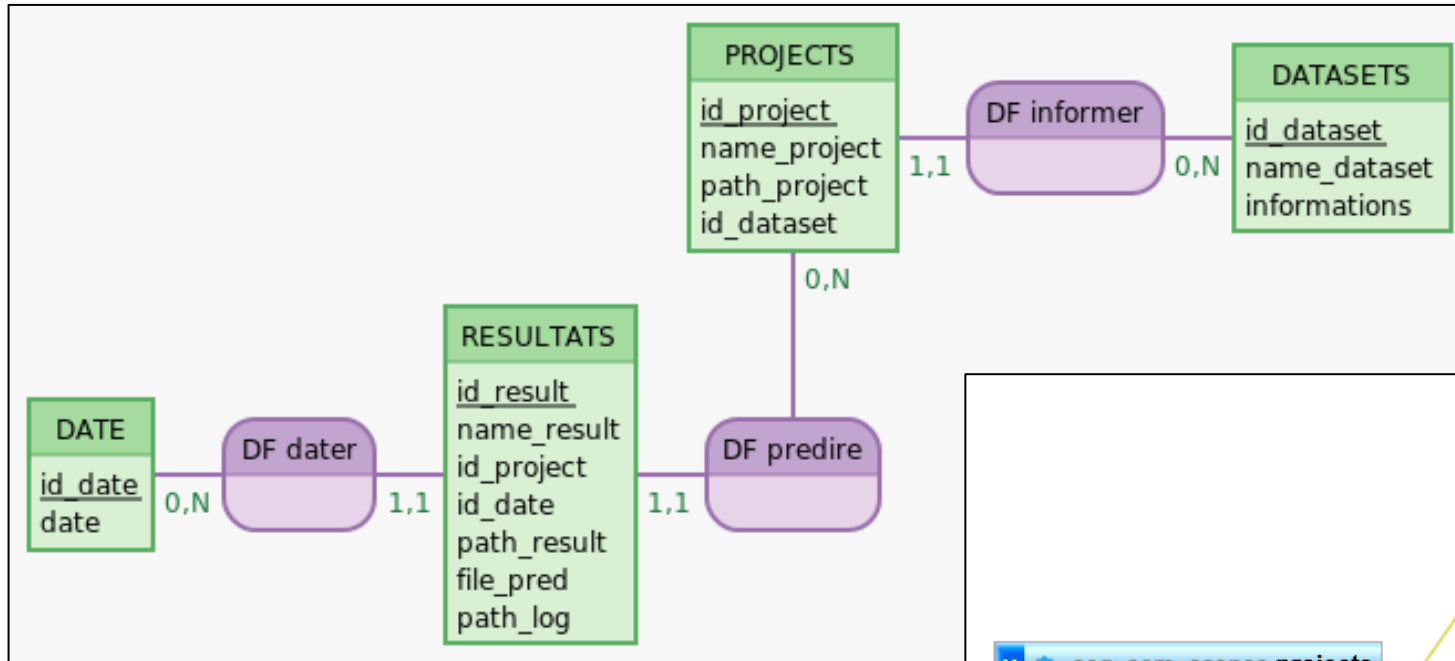 PROJECTS
id_project
name_project
path_project
id_dataset
1,1
DF informer
0,N
DATASETS
id_dataset
name_dataset
informations
0,N
DATE
id_date
date
0,N
DF dater
1,1
RESULTATS
id_result
name_result
id_project
id_date
path_result
file_pred
path_log
1,1
DF predire
projects